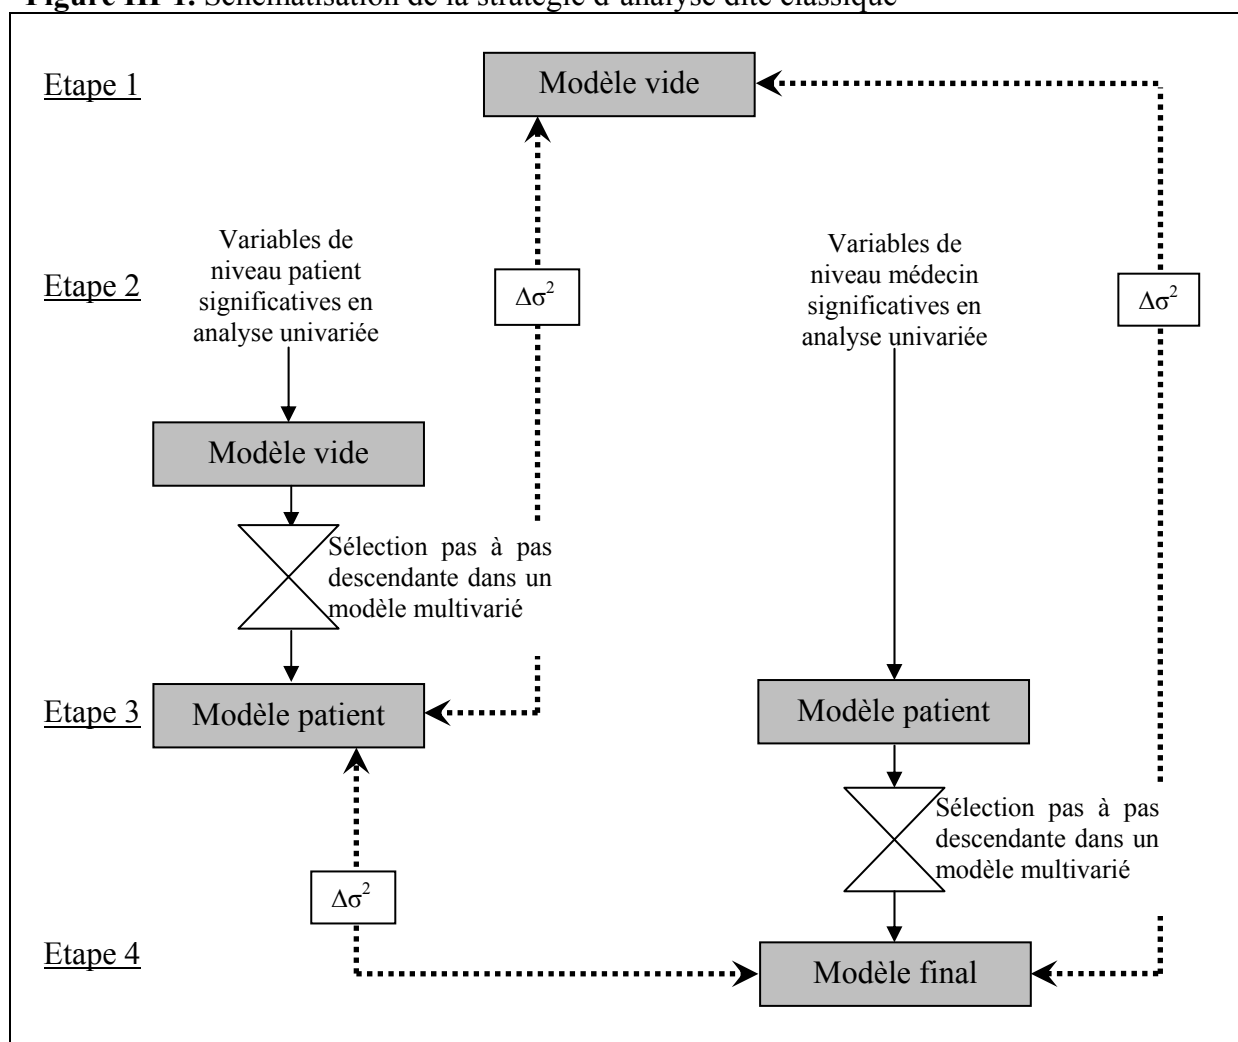 Figure III-1. Schématisation de la stratégie d'analyse dite classique
Etape 1
Modèle vide
Etape 2
Variables de
niveau patient
significatives en
analyse univariée
Δσ²
Variables de
niveau médecin
significatives en
analyse univariée
Δσ²
Modèle vide
Sélection pas à pas
descendante dans un
modèle multivarié
Etape 3
Modèle patient
Modèle patient
Sélection pas à pas
descendante dans un
modèle multivarié
Δσ²
Etape 4
Modèle final